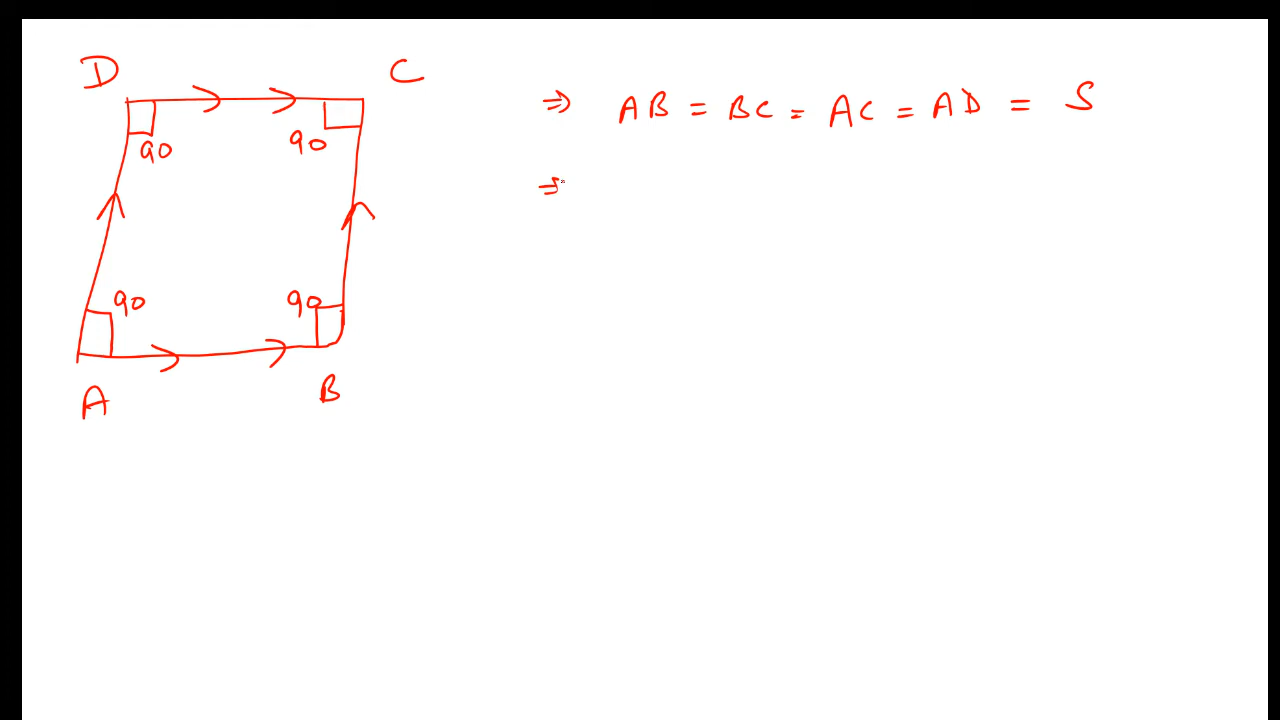 D C
⇒ AB = BC = AC = AD = S
90 90
⇒
90 90
A B